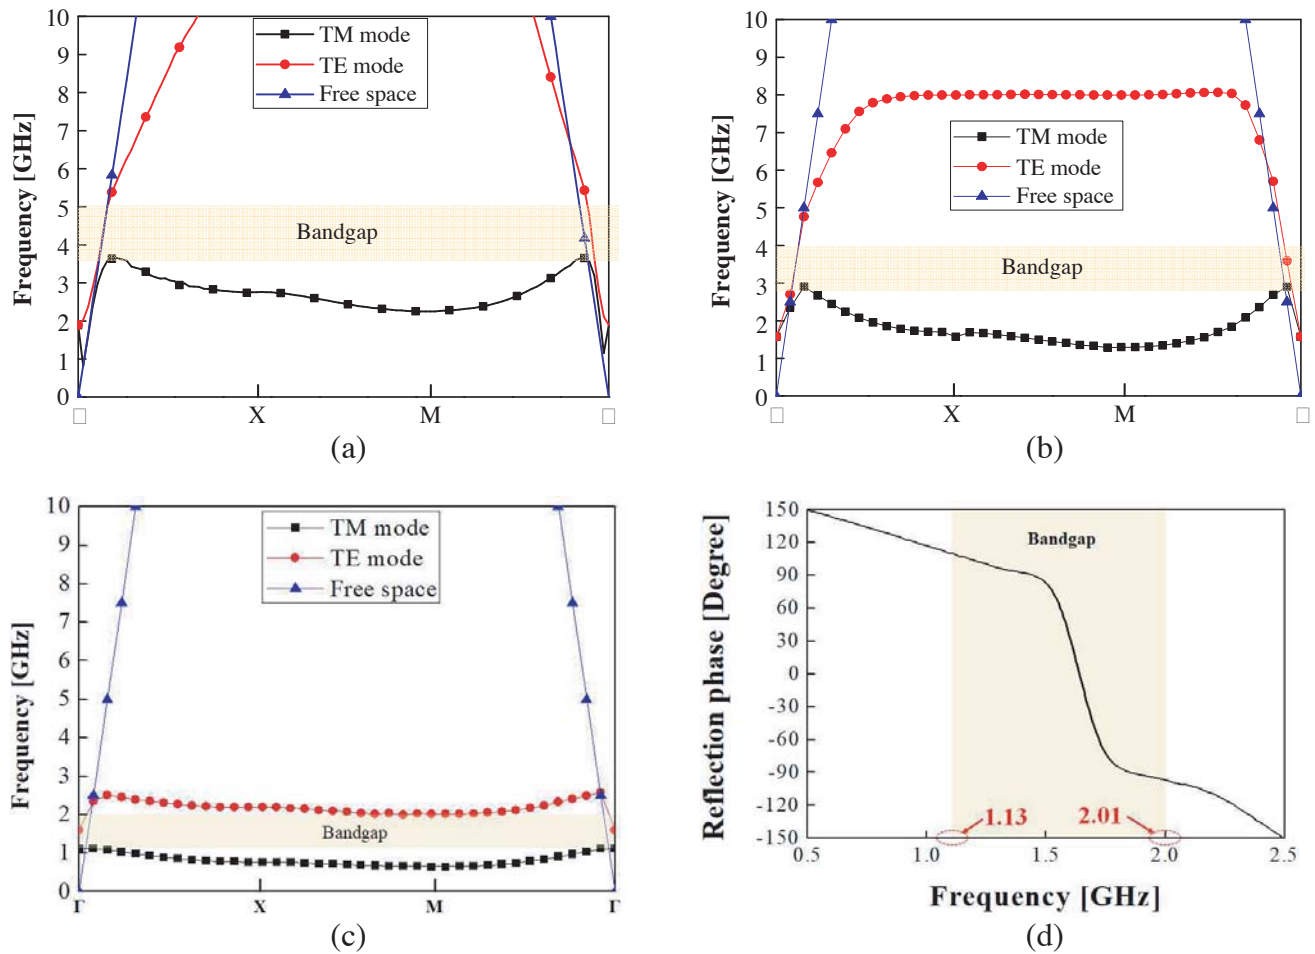 10
9
8
7
6
5
4
3
2
1
0
Frequency [GHz]
TM mode
TE mode
Free space
Bandgap
□ X M □
(a)
10
9
8
7
6
5
4
3
2
1
0
Frequency [GHz]
TM mode
TE mode
Free space
Bandgap
□ X M □
(b)
10
9
8
7
6
5
4
3
2
1
0
Frequency [GHz]
TM mode
TE mode
Free space
Bandgap
Γ X M Γ
(c)
150
120
90
60
30
0
-30
-60
-90
-120
-150
Reflection phase [Degree]
Bandgap
1.13 2.01
0.5 1.0 1.5 2.0 2.5
Frequency [GHz]
(d)